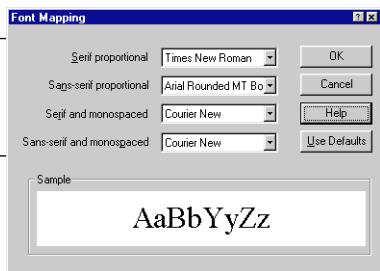 Font Mapping
Serif proportional Times New Roman OK
Sans-serif proportional Arial Rounded MT Bo Cancel
Serif and monospaced Courier New Help
Sans-serif and monospaced Courier New Use Defaults
Sample
AaBbYyZz